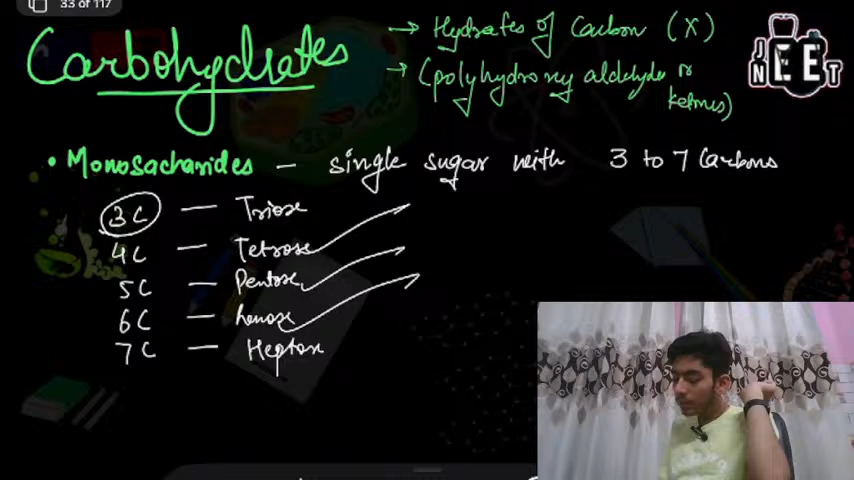 33 of 117
Carbohydrates
→ Hydrates of Carbon (X)
→ (polyhydroxy aldehyde or
ketones)
JNEET
• Monosacharides — single sugar with 3 to 7 Carbons
3C — Triose
4C — Tetrose
5C — Pentose
6C — hexose
7C — Heptose